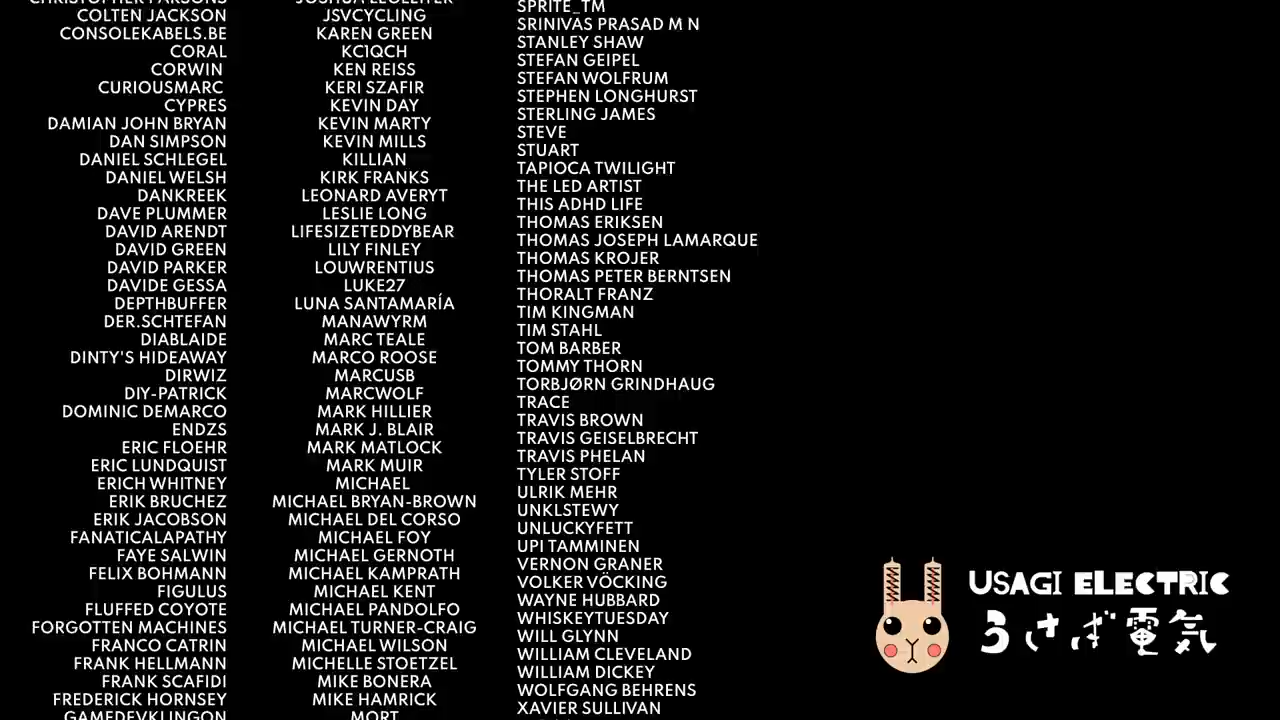 COLTEN JACKSON
CONSOLEKABELS.BE
CORAL
CORWIN
CURIOUSMARC
CYPRES
DAMIAN JOHN BRYAN
DAN SIMPSON
DANIEL SCHLEGEL
DANIEL WELSH
DANKREEK
DAVE PLUMMER
DAVID ARENDT
DAVID GREEN
DAVID PARKER
DAVIDE GESSA
DEPTHBUFFER
DER.SCHTEFAN
DIABLAIDE
DINTY'S HIDEAWAY
DIRWIZ
DIY-PATRICK
DOMINIC DEMARCO
ENDZS
ERIC FLOEHR
ERIC LUNDQUIST
ERICH WHITNEY
ERIK BRUCHEZ
ERIK JACOBSON
FANATICALAPATHY
FAYE SALWIN
FELIX BOHMANN
FIGULUS
FLUFFED COYOTE
FORGOTTEN MACHINES
FRANCO CATRIN
FRANK HELLMANN
FRANK SCAFIDI
FREDERICK HORNSEY
GAMEDEVKLINGON
JSVCYCLING
KAREN GREEN
KC1QCH
KEN REISS
KERI SZAFIR
KEVIN DAY
KEVIN MARTY
KEVIN MILLS
KILLIAN
KIRK FRANKS
LEONARD AVERYT
LESLIE LONG
LIFESIZETEDDYBEAR
LILY FINLEY
LOUWRENTIUS
LUKE27
LUNA SANTAMARÍA
MANAWYRM
MARC TEALE
MARCO ROOSE
MARCUSB
MARCWOLF
MARK HILLIER
MARK J. BLAIR
MARK MATLOCK
MARK MUIR
MICHAEL
MICHAEL BRYAN-BROWN
MICHAEL DEL CORSO
MICHAEL FOY
MICHAEL GERNOTH
MICHAEL KAMPRATH
MICHAEL KENT
MICHAEL PANDOLFO
MICHAEL TURNER-CRAIG
MICHAEL WILSON
MICHELLE STOETZEL
MIKE BONERA
MIKE HAMRICK
MORT
SPRITE_TM
SRINIVAS PRASAD M N
STANLEY SHAW
STEFAN GEIPEL
STEFAN WOLFRUM
STEPHEN LONGHURST
STERLING JAMES
STEVE
STUART
TAPIOCA TWILIGHT
THE LED ARTIST
THIS ADHD LIFE
THOMAS ERIKSEN
THOMAS JOSEPH LAMARQUE
THOMAS KROJER
THOMAS PETER BERNTSEN
THORALT FRANZ
TIM KINGMAN
TIM STAHL
TOM BARBER
TOMMY THORN
TORBJØRN GRINDHAUG
TRACE
TRAVIS BROWN
TRAVIS GEISELBRECHT
TRAVIS PHELAN
TYLER STOFF
ULRIK MEHR
UNKLSTEWY
UNLUCKYFETT
UPI TAMMINEN
VERNON GRANER
VOLKER VÖCKING
WAYNE HUBBARD
WHISKEYTUESDAY
WILL GLYNN
WILLIAM CLEVELAND
WILLIAM DICKEY
WOLFGANG BEHRENS
XAVIER SULLIVAN
USAGI ELECTRIC
うさぎ電気